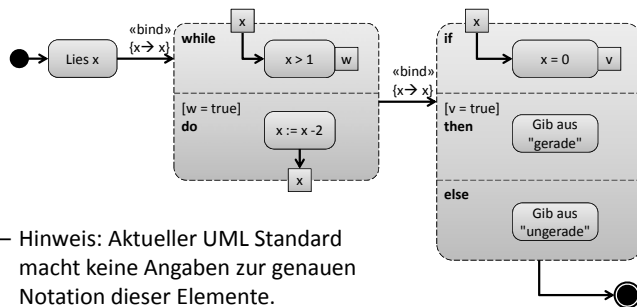 Lies x
«bind»
{x→ x}
while
x
x > 1
w
[w = true]
do
x := x -2
x
«bind»
{x→ x}
if
x
x = 0
v
[v = true]
then
Gib aus
"gerade"
else
Gib aus
"ungerade"
– Hinweis: Aktueller UML Standard
macht keine Angaben zur genauen
Notation dieser Elemente.